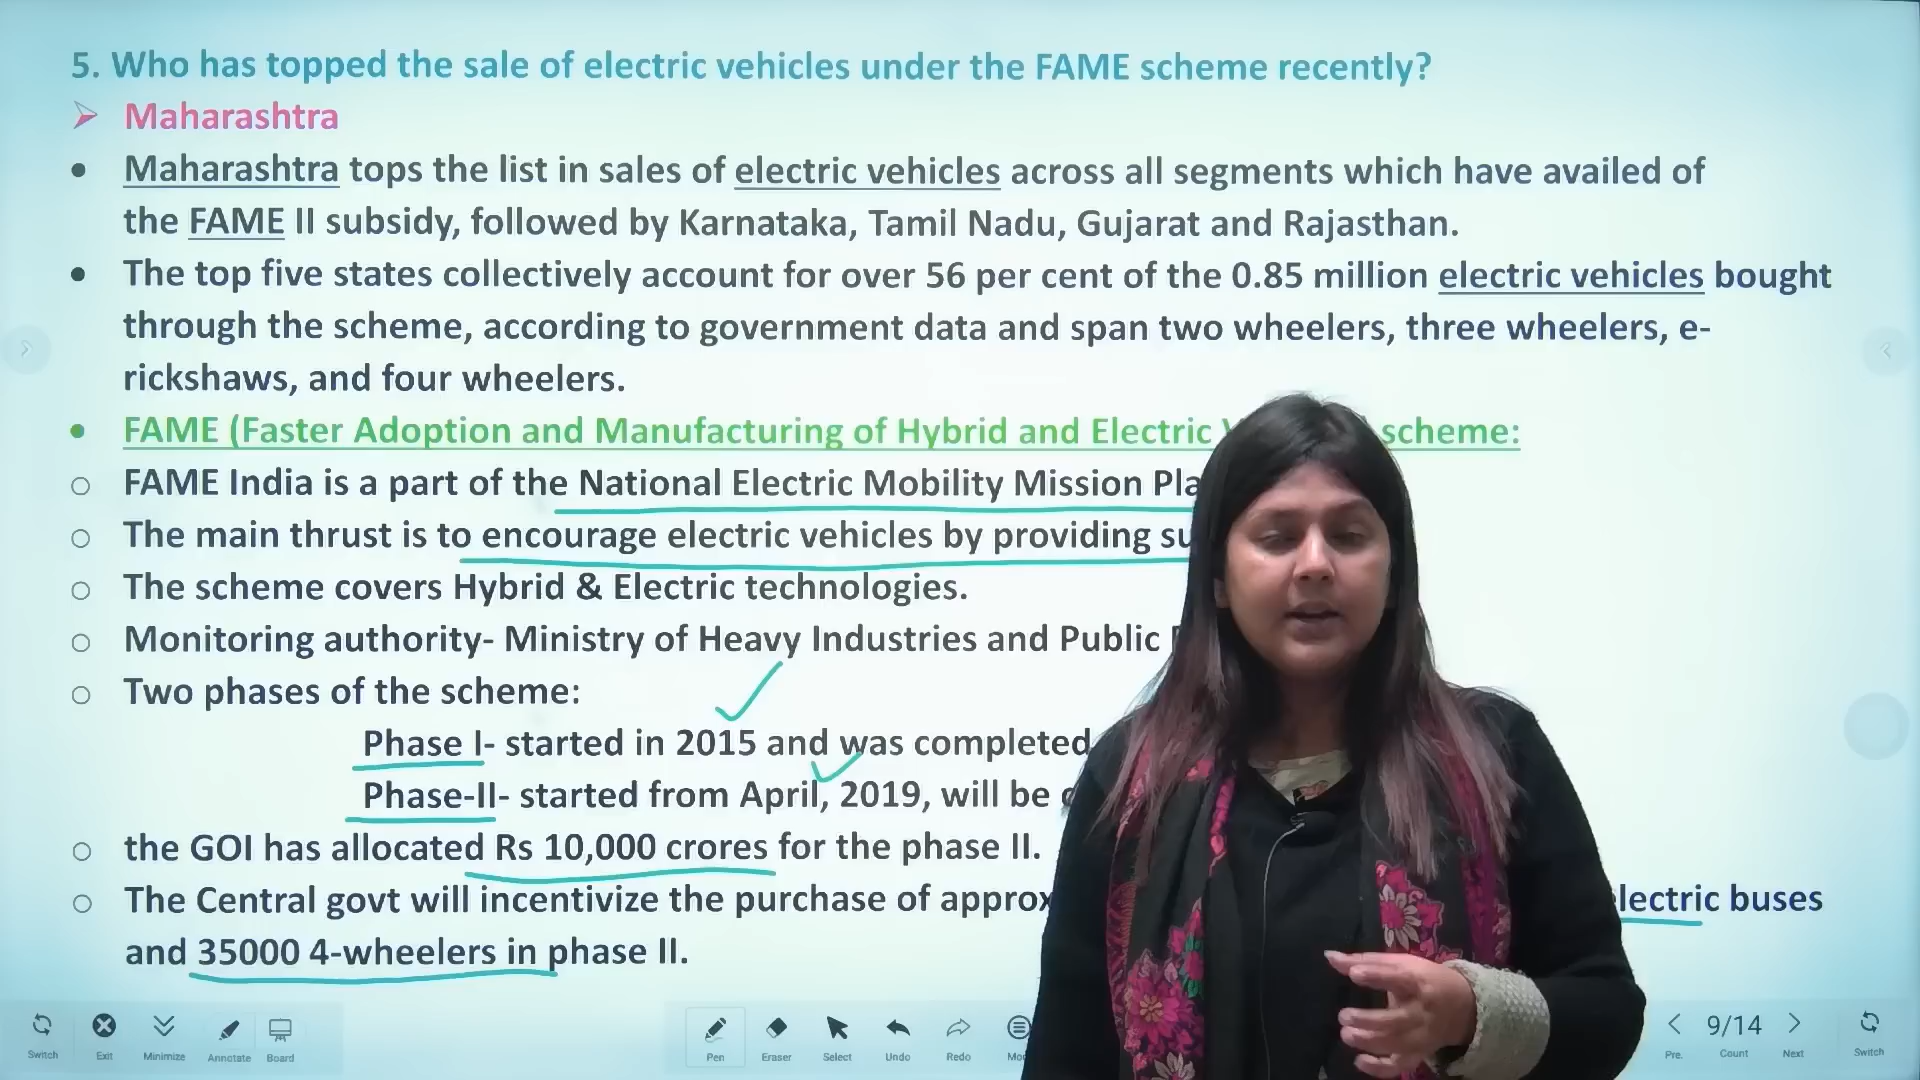 5. Who has topped the sale of electric vehicles under the FAME scheme recently?
➢ Maharashtra
• Maharashtra tops the list in sales of electric vehicles across all segments which have availed of
the FAME II subsidy, followed by Karnataka, Tamil Nadu, Gujarat and Rajasthan.
• The top five states collectively account for over 56 per cent of the 0.85 million electric vehicles bought
through the scheme, according to government data and span two wheelers, three wheelers, e-
rickshaws, and four wheelers.
• FAME (Faster Adoption and Manufacturing of Hybrid and Electric scheme:
○ FAME India is a part of the National Electric Mobility Mission
○ The main thrust is to encourage electric vehicles by providing
○ The scheme covers Hybrid & Electric technologies.
○ Monitoring authority- Ministry of Heavy Industries and Public
○ Two phases of the scheme:
Phase I- started in 2015 and was completed
Phase-II- started from April, 2019, will be
○ the GOI has allocated Rs 10,000 crores for the phase II.
○ The Central govt will incentivize the purchase of lectric buses
and 35000 4-wheelers in phase II.
Switch Exit Minimize Annotate Board Pen Eraser Select Undo Redo 9/14 Pre. Count Next Switch